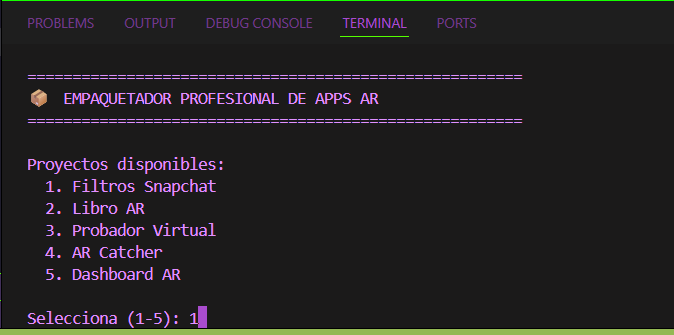 PROBLEMS OUTPUT DEBUG CONSOLE TERMINAL PORTS
=======================================================
📦 EMPAQUETADOR PROFESIONAL DE APPS AR
=======================================================
Proyectos disponibles:
1. Filtros Snapchat
2. Libro AR
3. Probador Virtual
4. AR Catcher
5. Dashboard AR
Selecciona (1-5): 1